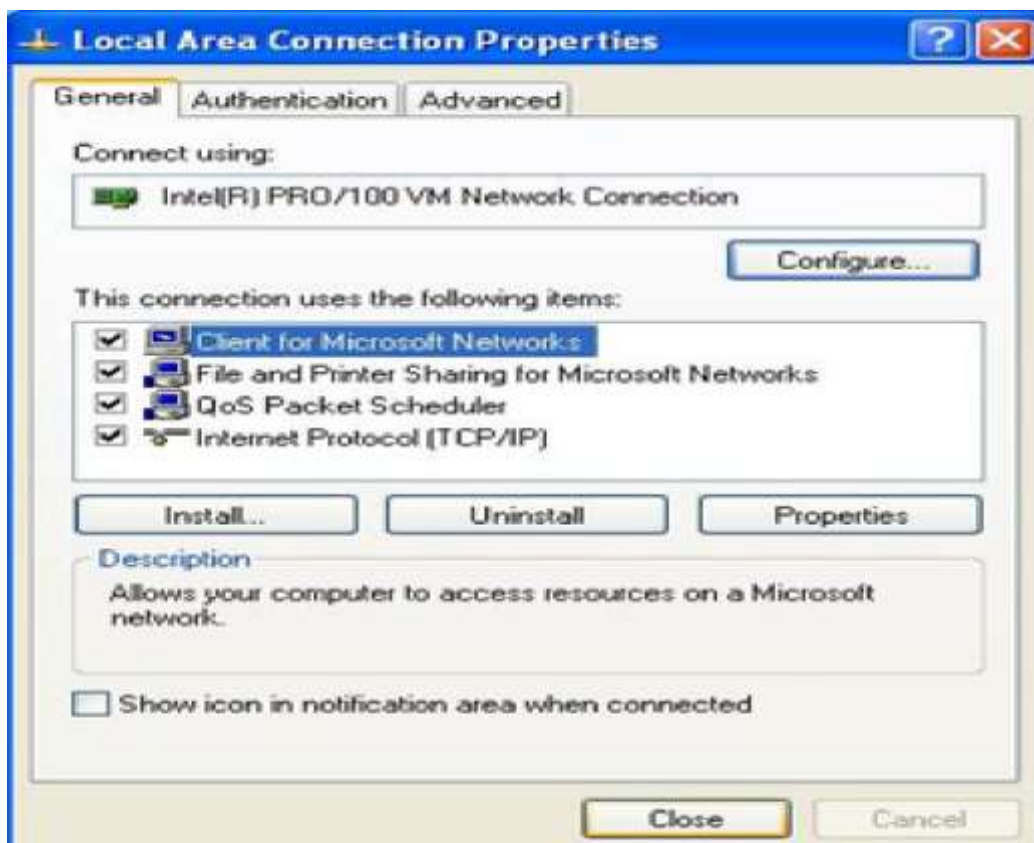 Local Area Connection Properties
General Authentication Advanced
Connect using:
Intel(R) PRO/100 VM Network Connection
Configure...
This connection uses the following items:
Client for Microsoft Networks
File and Printer Sharing for Microsoft Networks
QoS Packet Scheduler
Internet Protocol (TCP/IP)
Install... Uninstall Properties
Description
Allows your computer to access resources on a Microsoft
network.
Show icon in notification area when connected
Close Cancel